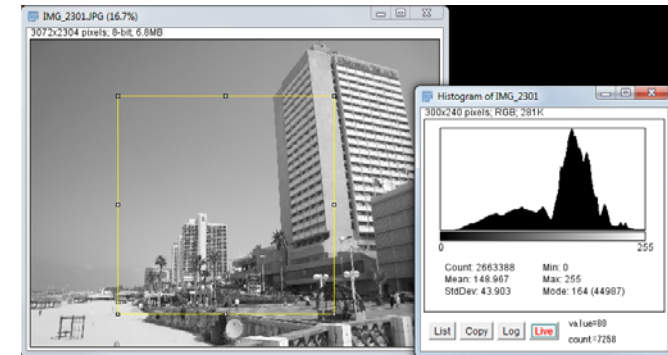 IMG_2301.JPG (16.7%)
3072x2304 pixels; 8-bit; 6.8MB
Histogram of IMG_2301
300x240 pixels; RGB; 281K
0
255
Count: 2663388
Min: 0
Mean: 148.967
Max: 255
StdDev: 43.903
Mode: 164 (44987)
List
Copy
Log
Live
value=80
count=7258